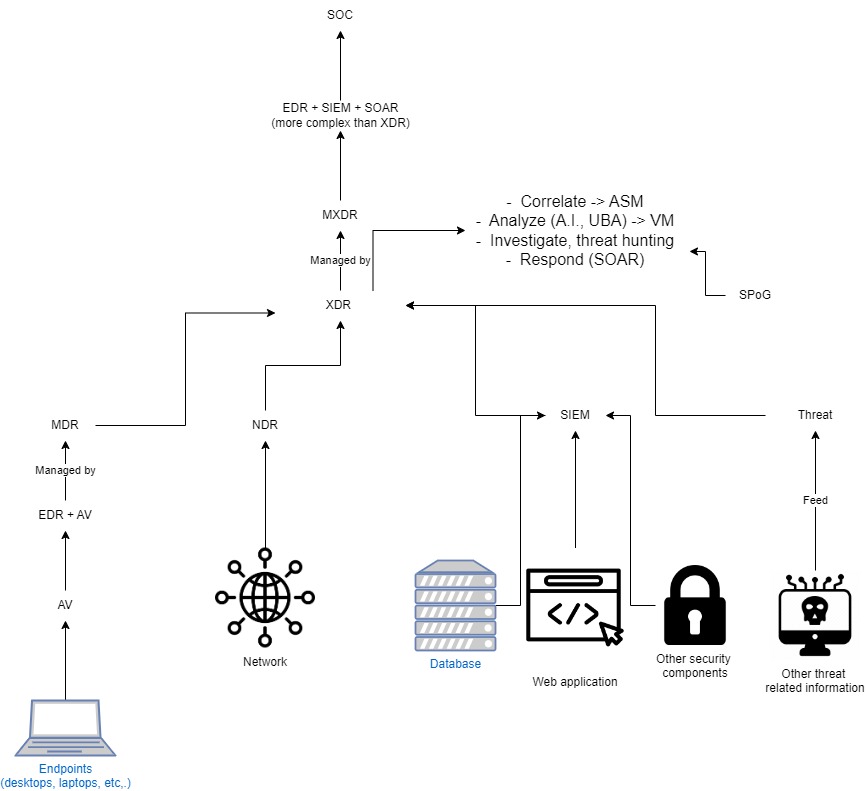 SOC
EDR + SIEM + SOAR
(more complex than XDR)
MXDR
- Correlate -> ASM
- Analyze (A.I., UBA) -> VM
- Investigate, threat hunting
- Respond (SOAR)
Managed by
XDR
SPoG
MDR
NDR
SIEM
Threat
Managed by
EDR + AV
Feed
AV
Network
Database
Web application
Other security
components
Other threat
related information
Endpoints
(desktops, laptops, etc,.)